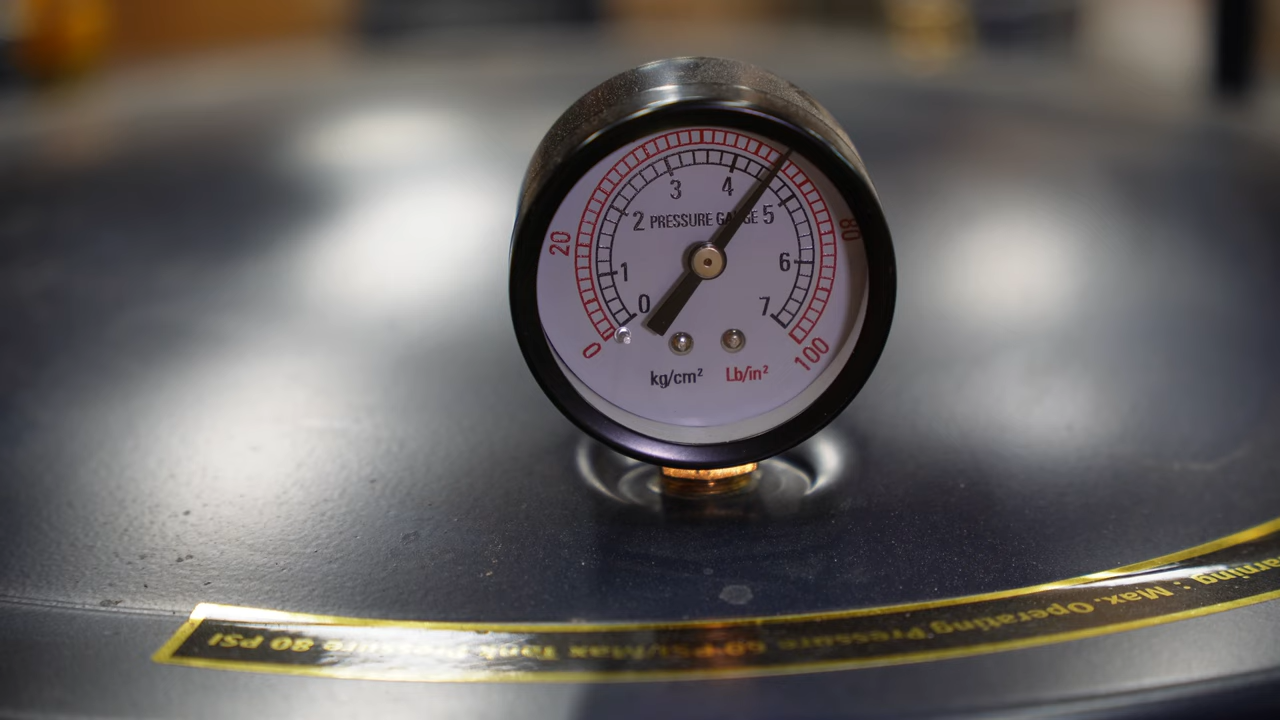 3 4
2 PRESSURE GAUGE 5
20 80
1 6
0 7
0 100
kg/cm² Lb/in²
arning : Max. Operating Pressure 60 PSI/Max Tank Pressure 80 PSI